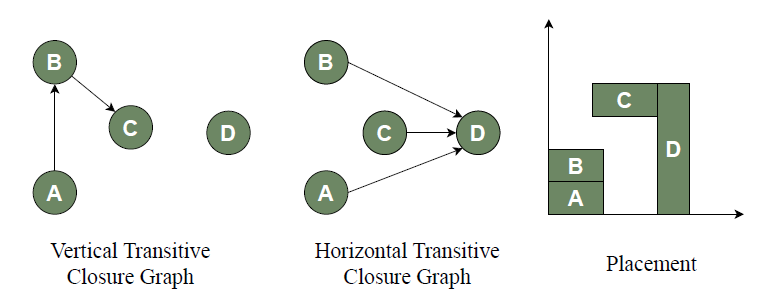 B
C
D
A
Vertical Transitive
Closure Graph
B
C
D
A
Horizontal Transitive
Closure Graph
C
D
B
A
Placement